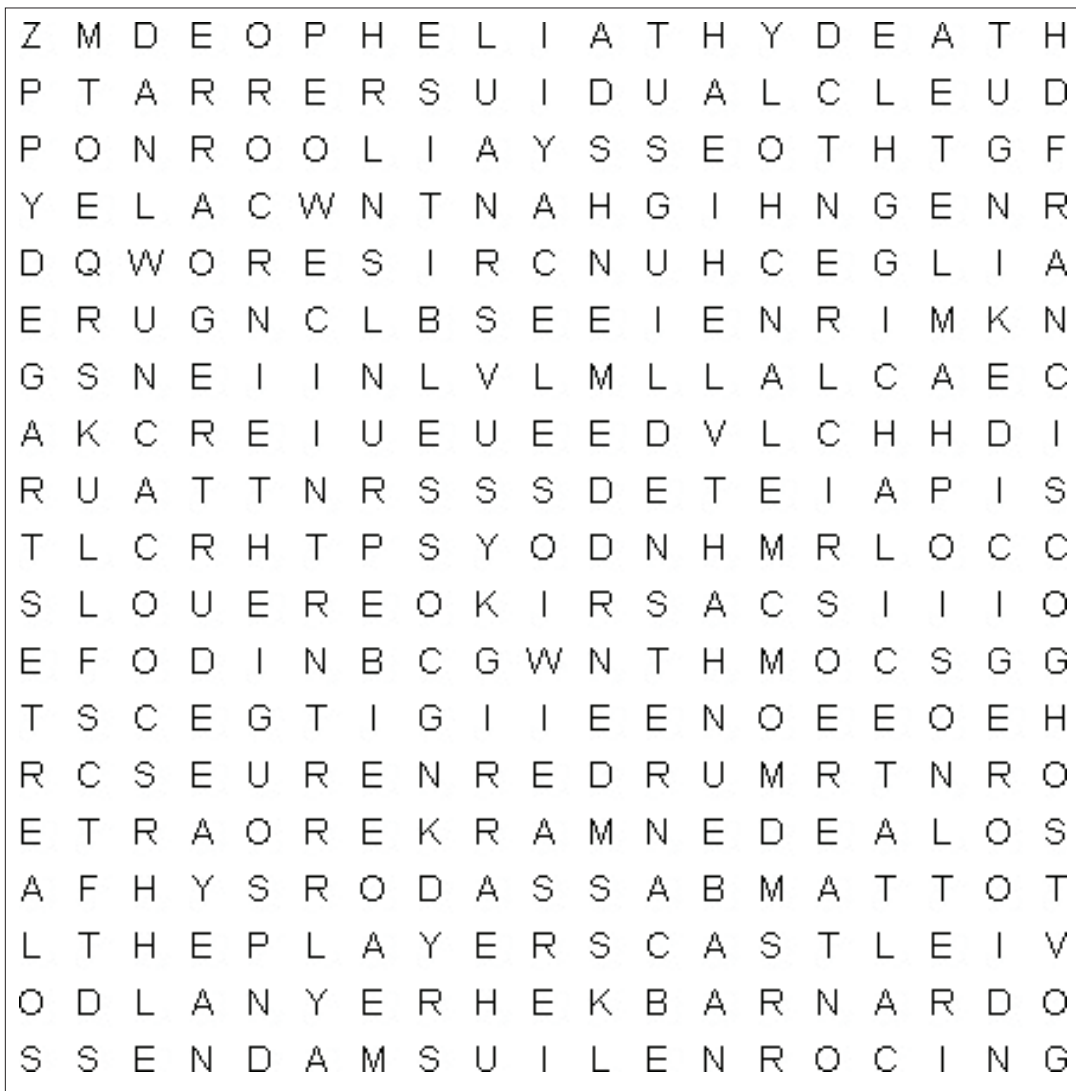 Z M D E O P H E L I A T H Y D E A T H
P T A R R E R S U I D U A L C L E U D
P O N R O O L I A Y S S E O T H T G F
Y E L A C W N T N A H G I H N G E N R
D Q W O R E S I R C N U H C E G L I A
E R U G N C L B S E E I E N R I M K N
G S N E I I N L V L M L L A L C A E C
A K C R E I U E U E E D V L C H H D I
R U A T T N R S S S D E T E I A P I S
T L C R H T P S Y O D N H M R L O C C
S L O U E R E O K I R S A C S I I I O
E F O D I N B C G W N T H M O C S G G
T S C E G T I G I I E E N O E E O E H
R C S E U R E N R E D R U M R T N R O
E T R A O R E K R A M N E D E A L O S
A F H Y S R O D A S S A B M A T T O T
L T H E P L A Y E R S C A S T L E I V
O D L A N Y E R H E K B A R N A R D O
S S E N D A M S U I L E N R O C I N G